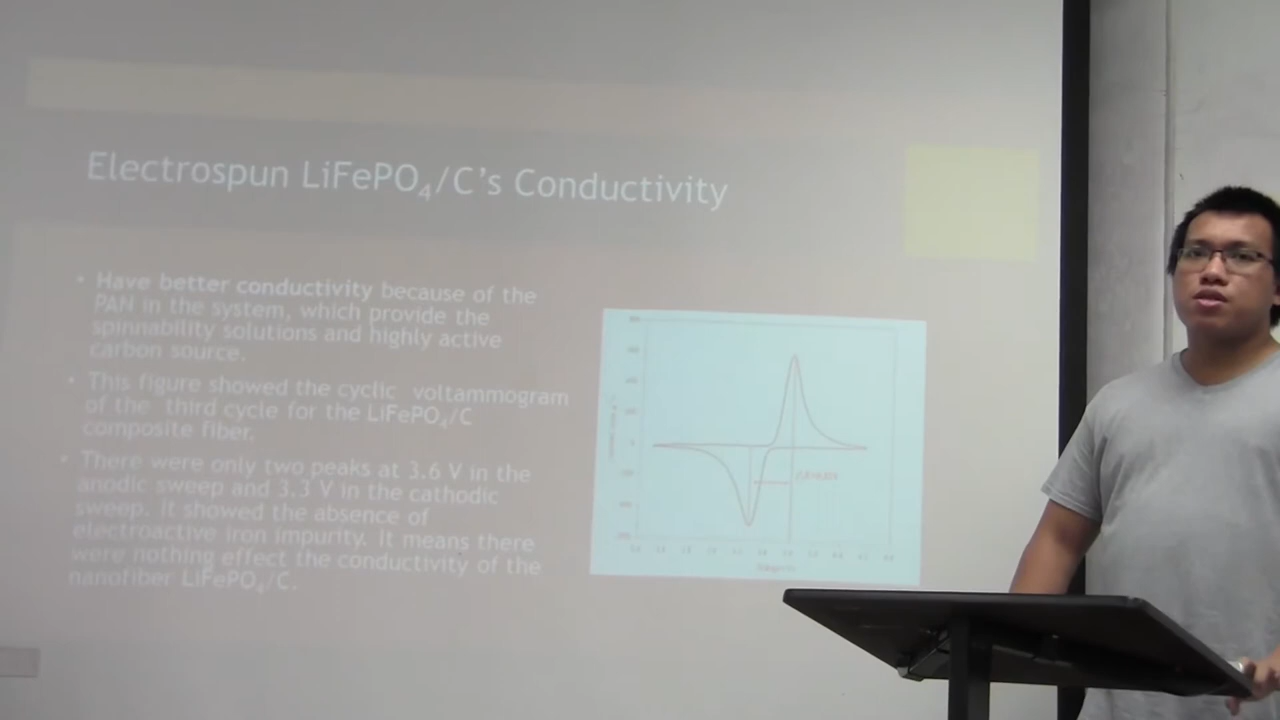 Electrospun LiFePO₄/C's Conductivity
• Have better conductivity because of the
PAN in the system, which provide the
spinnability solutions and highly active
carbon source.
• This figure showed the cyclic voltammogram
of the third cycle for the LiFePO₄/C
composite fiber.
• There were only two peaks at 3.6 V in the
anodic sweep and 3.3 V in the cathodic
sweep. It showed the absence of
electroactive iron impurity. It means there
were nothing effect the conductivity of the
nanofiber LiFePO₄/C.